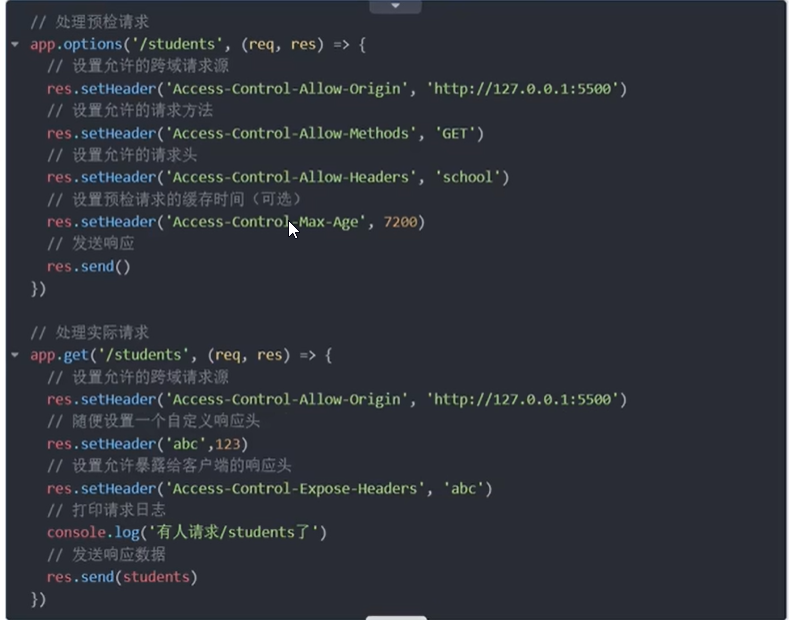 // 处理预检请求
app.options('/students', (req, res) => {
// 设置允许的跨域请求源
res.setHeader('Access-Control-Allow-Origin', 'http://127.0.0.1:5500')
// 设置允许的请求方法
res.setHeader('Access-Control-Allow-Methods', 'GET')
// 设置允许的请求头
res.setHeader('Access-Control-Allow-Headers', 'school')
// 设置预检请求的缓存时间（可选）
res.setHeader('Access-Control-Max-Age', 7200)
// 发送响应
res.send()
})
// 处理实际请求
app.get('/students', (req, res) => {
// 设置允许的跨域请求源
res.setHeader('Access-Control-Allow-Origin', 'http://127.0.0.1:5500')
// 随便设置一个自定义响应头
res.setHeader('abc',123)
// 设置允许暴露给客户端的响应头
res.setHeader('Access-Control-Expose-Headers', 'abc')
// 打印请求日志
console.log('有人请求/students了')
// 发送响应数据
res.send(students)
})